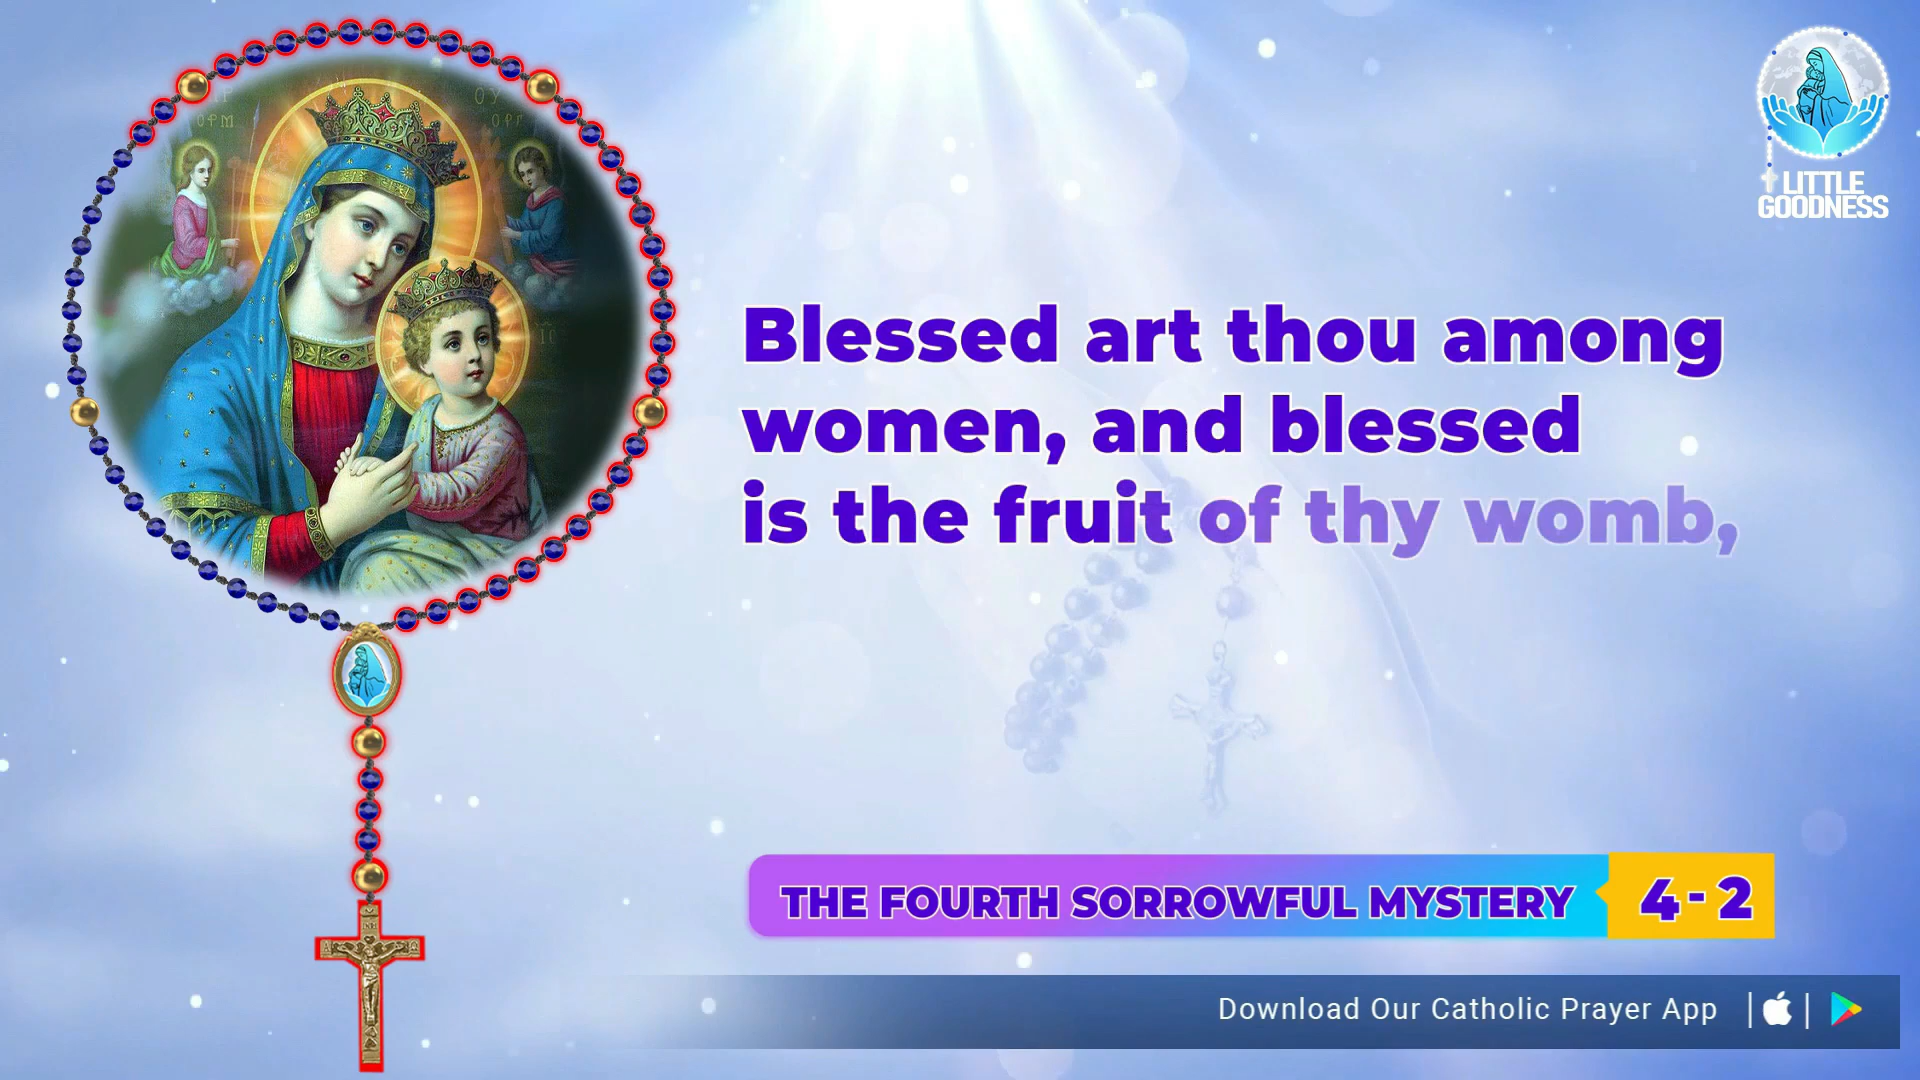 LITTLE
GOODNESS
Blessed art thou among
women, and blessed
is the fruit of thy womb,
THE FOURTH SORROWFUL MYSTERY 4 - 2
Download Our Catholic Prayer App